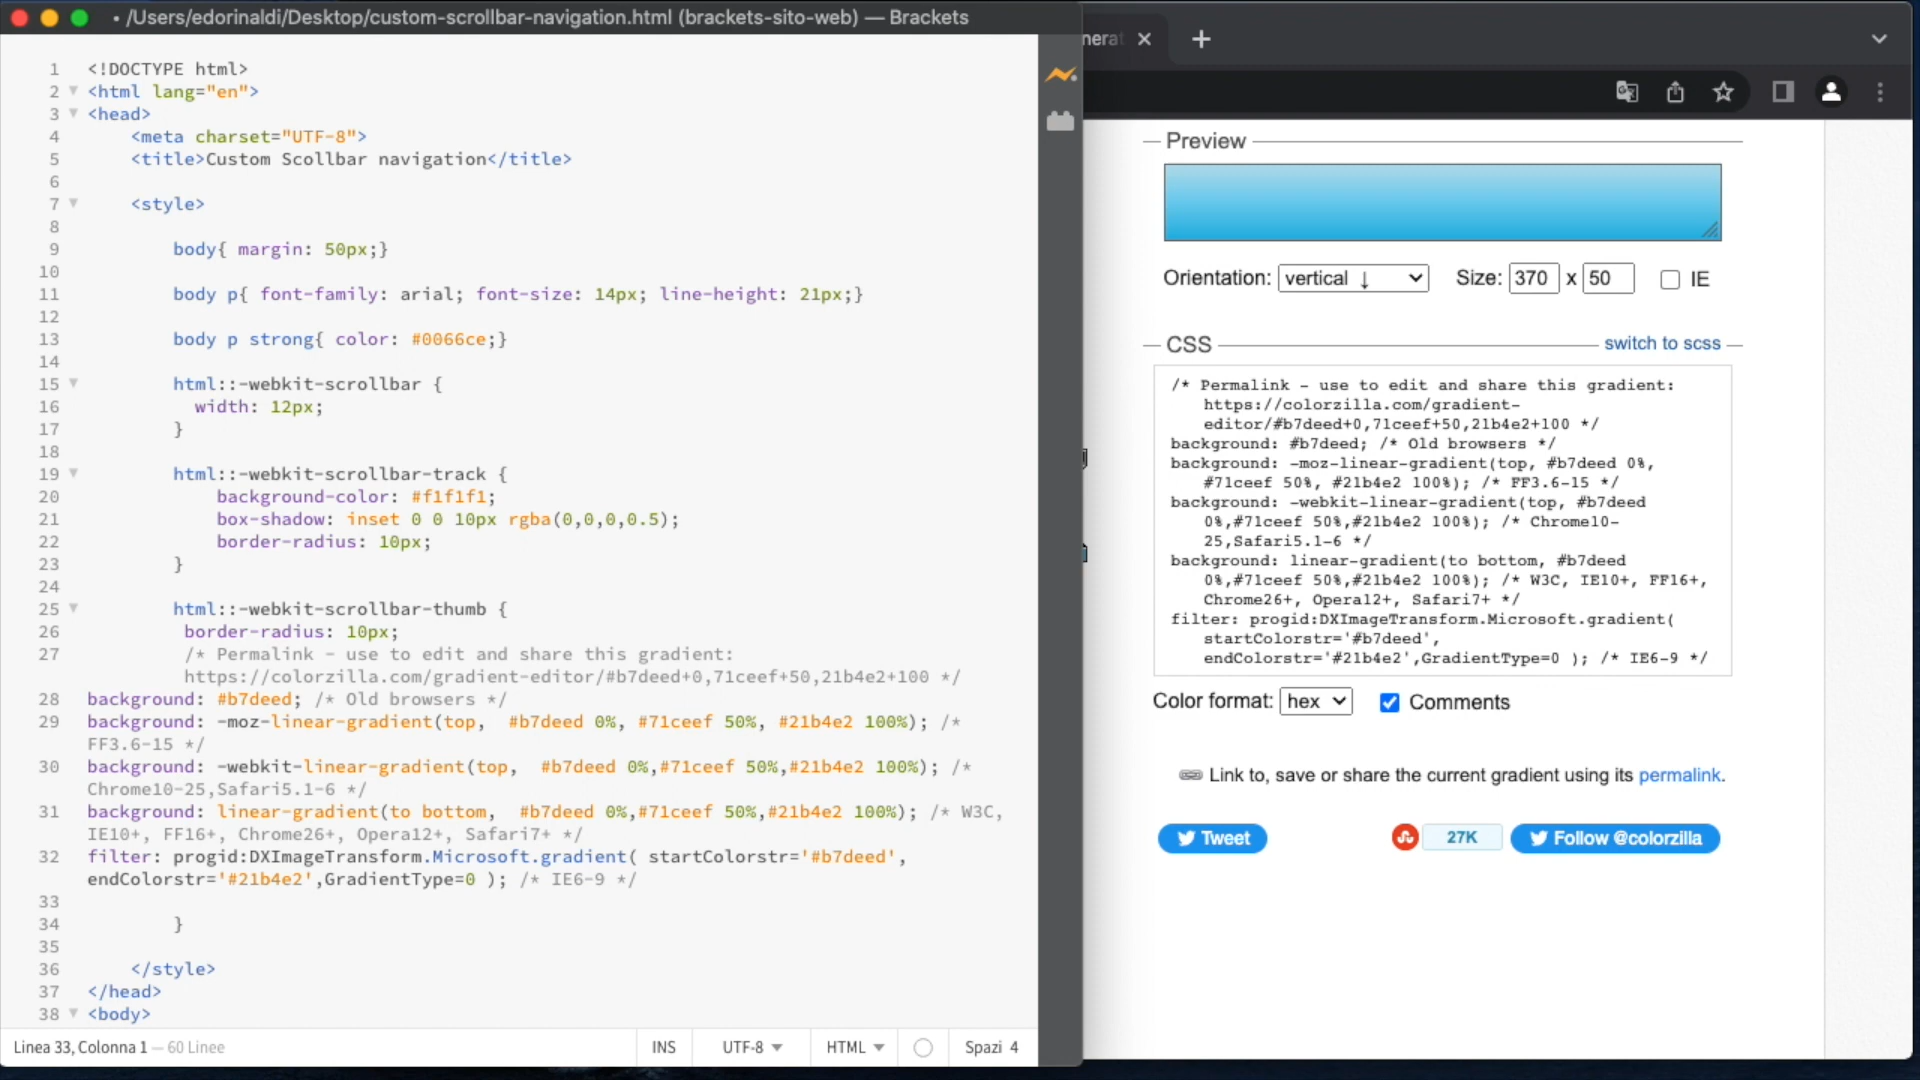 • /Users/edorinaldi/Desktop/custom-scrollbar-navigation.html (brackets-sito-web) — Brackets
1 <!DOCTYPE html>
2 <html lang="en">
3 <head>
4 <meta charset="UTF-8">
5 <title>Custom Scollbar navigation</title>
6
7 <style>
8
9 body{ margin: 50px;}
10
11 body p{ font-family: arial; font-size: 14px; line-height: 21px;}
12
13 body p strong{ color: #0066ce;}
14
15 html::-webkit-scrollbar {
16 width: 12px;
17 }
18
19 html::-webkit-scrollbar-track {
20 background-color: #f1f1f1;
21 box-shadow: inset 0 0 10px rgba(0,0,0,0.5);
22 border-radius: 10px;
23 }
24
25 html::-webkit-scrollbar-thumb {
26 border-radius: 10px;
27 /* Permalink - use to edit and share this gradient:
https://colorzilla.com/gradient-editor/#b7deed+0,71ceef+50,21b4e2+100 */
28 background: #b7deed; /* Old browsers */
29 background: -moz-linear-gradient(top,  #b7deed 0%, #71ceef 50%, #21b4e2 100%); /*
FF3.6-15 */
30 background: -webkit-linear-gradient(top,  #b7deed 0%,#71ceef 50%,#21b4e2 100%); /*
Chrome10-25,Safari5.1-6 */
31 background: linear-gradient(to bottom,  #b7deed 0%,#71ceef 50%,#21b4e2 100%); /* W3C,
IE10+, FF16+, Chrome26+, Opera12+, Safari7+ */
32 filter: progid:DXImageTransform.Microsoft.gradient( startColorstr='#b7deed',
endColorstr='#21b4e2',GradientType=0 ); /* IE6-9 */
33
34 }
35
36 </style>
37 </head>
38 <body>
Linea 33, Colonna 1 — 60 Linee
INS
UTF-8
HTML
Spazi 4
nerat
Preview
Orientation: vertical ↓ Size: 370 x 50 IE
CSS
switch to scss
/* Permalink - use to edit and share this gradient:
https://colorzilla.com/gradient-
editor/#b7deed+0,71ceef+50,21b4e2+100 */
background: #b7deed; /* Old browsers */
background: -moz-linear-gradient(top, #b7deed 0%,
#71ceef 50%, #21b4e2 100%); /* FF3.6-15 */
background: -webkit-linear-gradient(top, #b7deed
0%,#71ceef 50%,#21b4e2 100%); /* Chrome10-
25,Safari5.1-6 */
background: linear-gradient(to bottom, #b7deed
0%,#71ceef 50%,#21b4e2 100%); /* W3C, IE10+, FF16+,
Chrome26+, Opera12+, Safari7+ */
filter: progid:DXImageTransform.Microsoft.gradient(
startColorstr='#b7deed',
endColorstr='#21b4e2',GradientType=0 ); /* IE6-9 */
Color format: hex Comments
Link to, save or share the current gradient using its permalink.
Tweet
27K
Follow @colorzilla